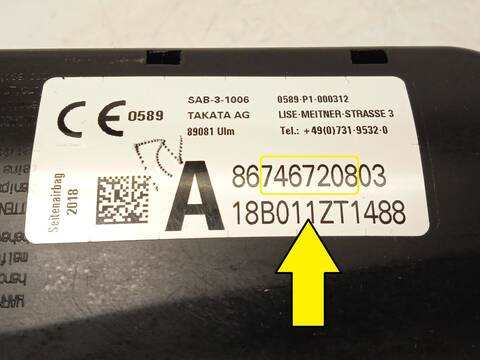 CE 0589
SAB-3-1006
TAKATA AG
89081 Ulm
0589-P1-000312
LISE-MEITNER-STRASSE 3
Tel.: +49(0)731-9532-0
Seitenairbag
2018
A
86746720803
18B011ZT1488